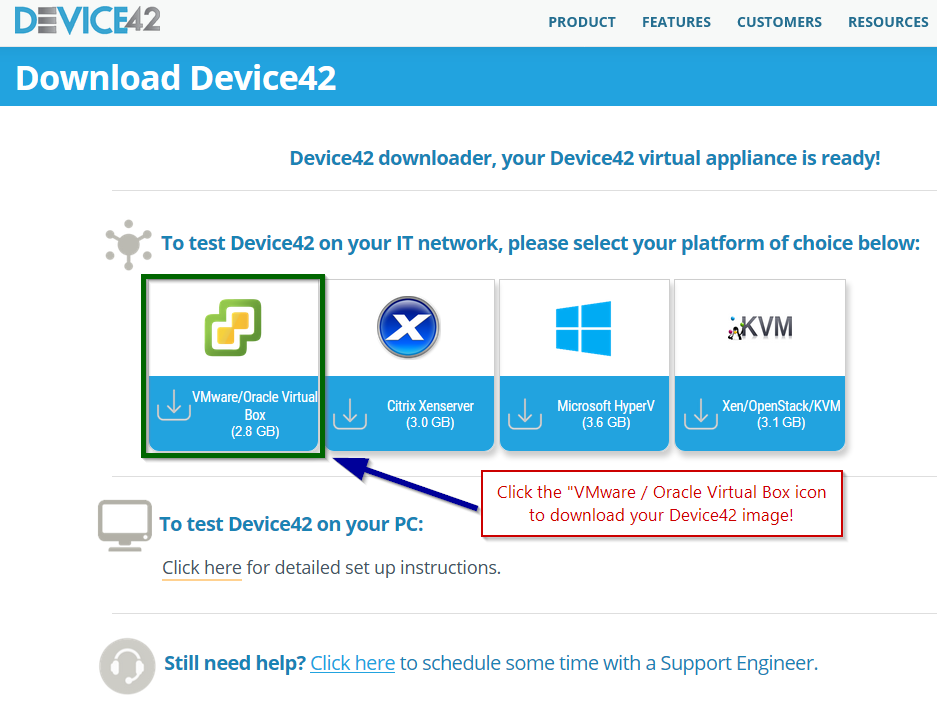 DEVICE42
PRODUCT FEATURES CUSTOMERS RESOURCES
Download Device42
Device42 downloader, your Device42 virtual appliance is ready!
To test Device42 on your IT network, please select your platform of choice below:
KVM
VMware/Oracle Virtual
Box
(2.8 GB)
Citrix Xenserver
(3.0 GB)
Microsoft HyperV
(3.6 GB)
Xen/OpenStack/KVM
(3.1 GB)
Click the "VMware / Oracle Virtual Box icon
to download your Device42 image!
To test Device42 on your PC:
Click here for detailed set up instructions.
Still need help? Click here to schedule some time with a Support Engineer.